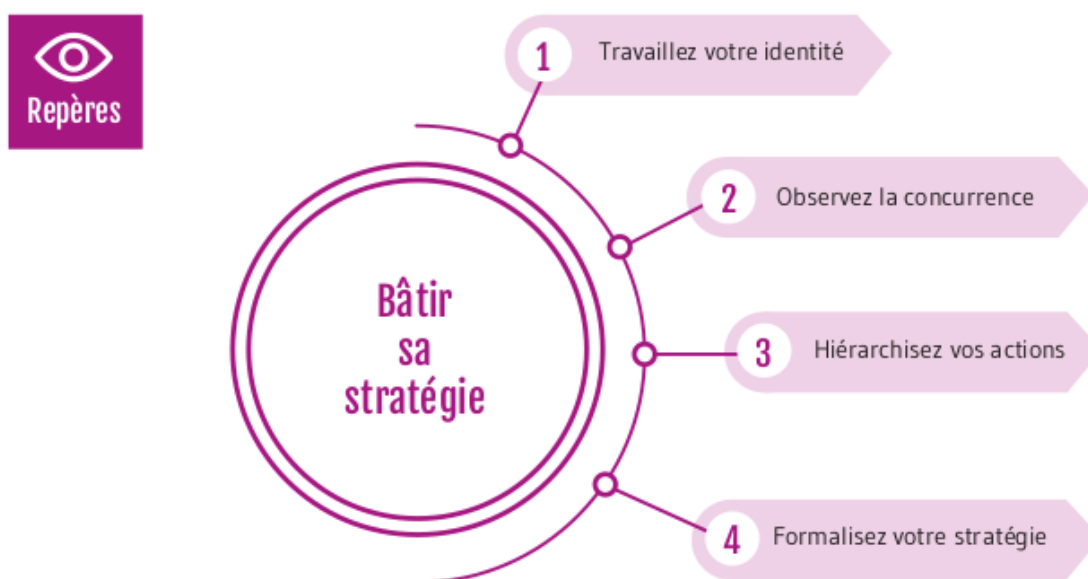 Repères
1
Travaillez votre identité
2
Observez la concurrence
Bâtir
sa
stratégie
3
Hiérarchisez vos actions
4
Formalisez votre stratégie